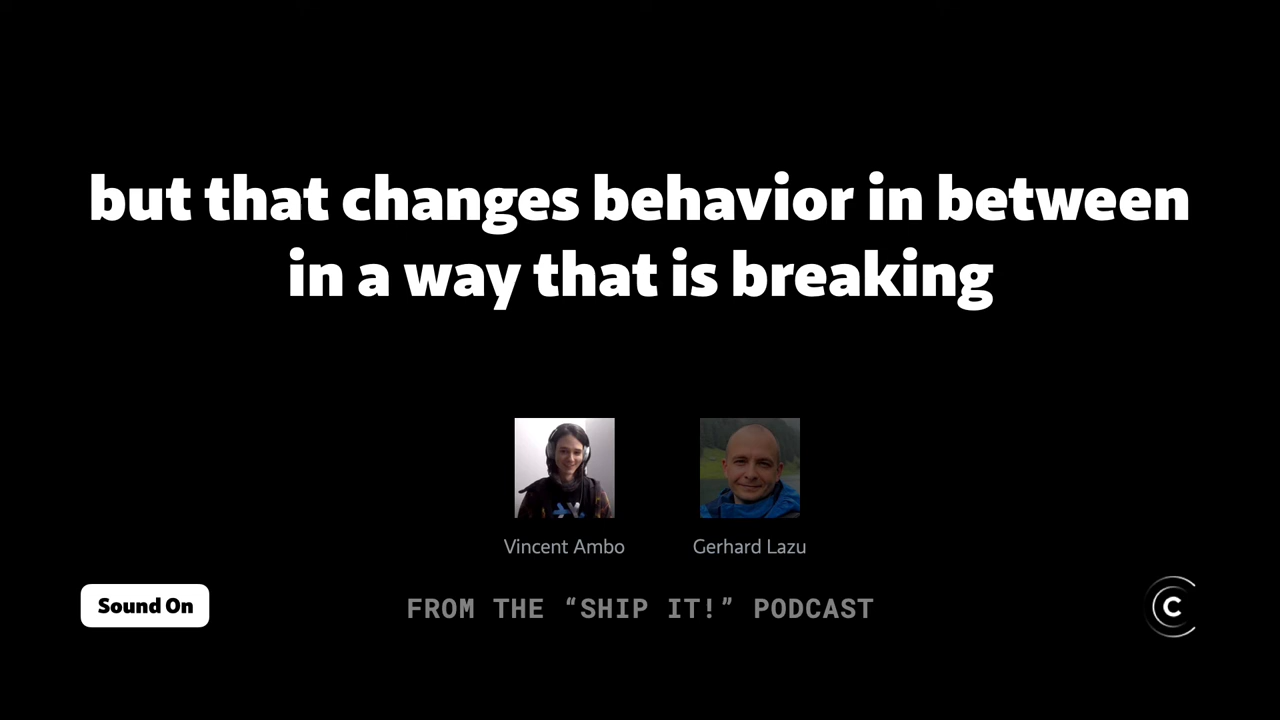 but that changes behavior in between
in a way that is breaking
Vincent Ambo
Gerhard Lazu
Sound On
FROM THE “SHIP IT!” PODCAST
C